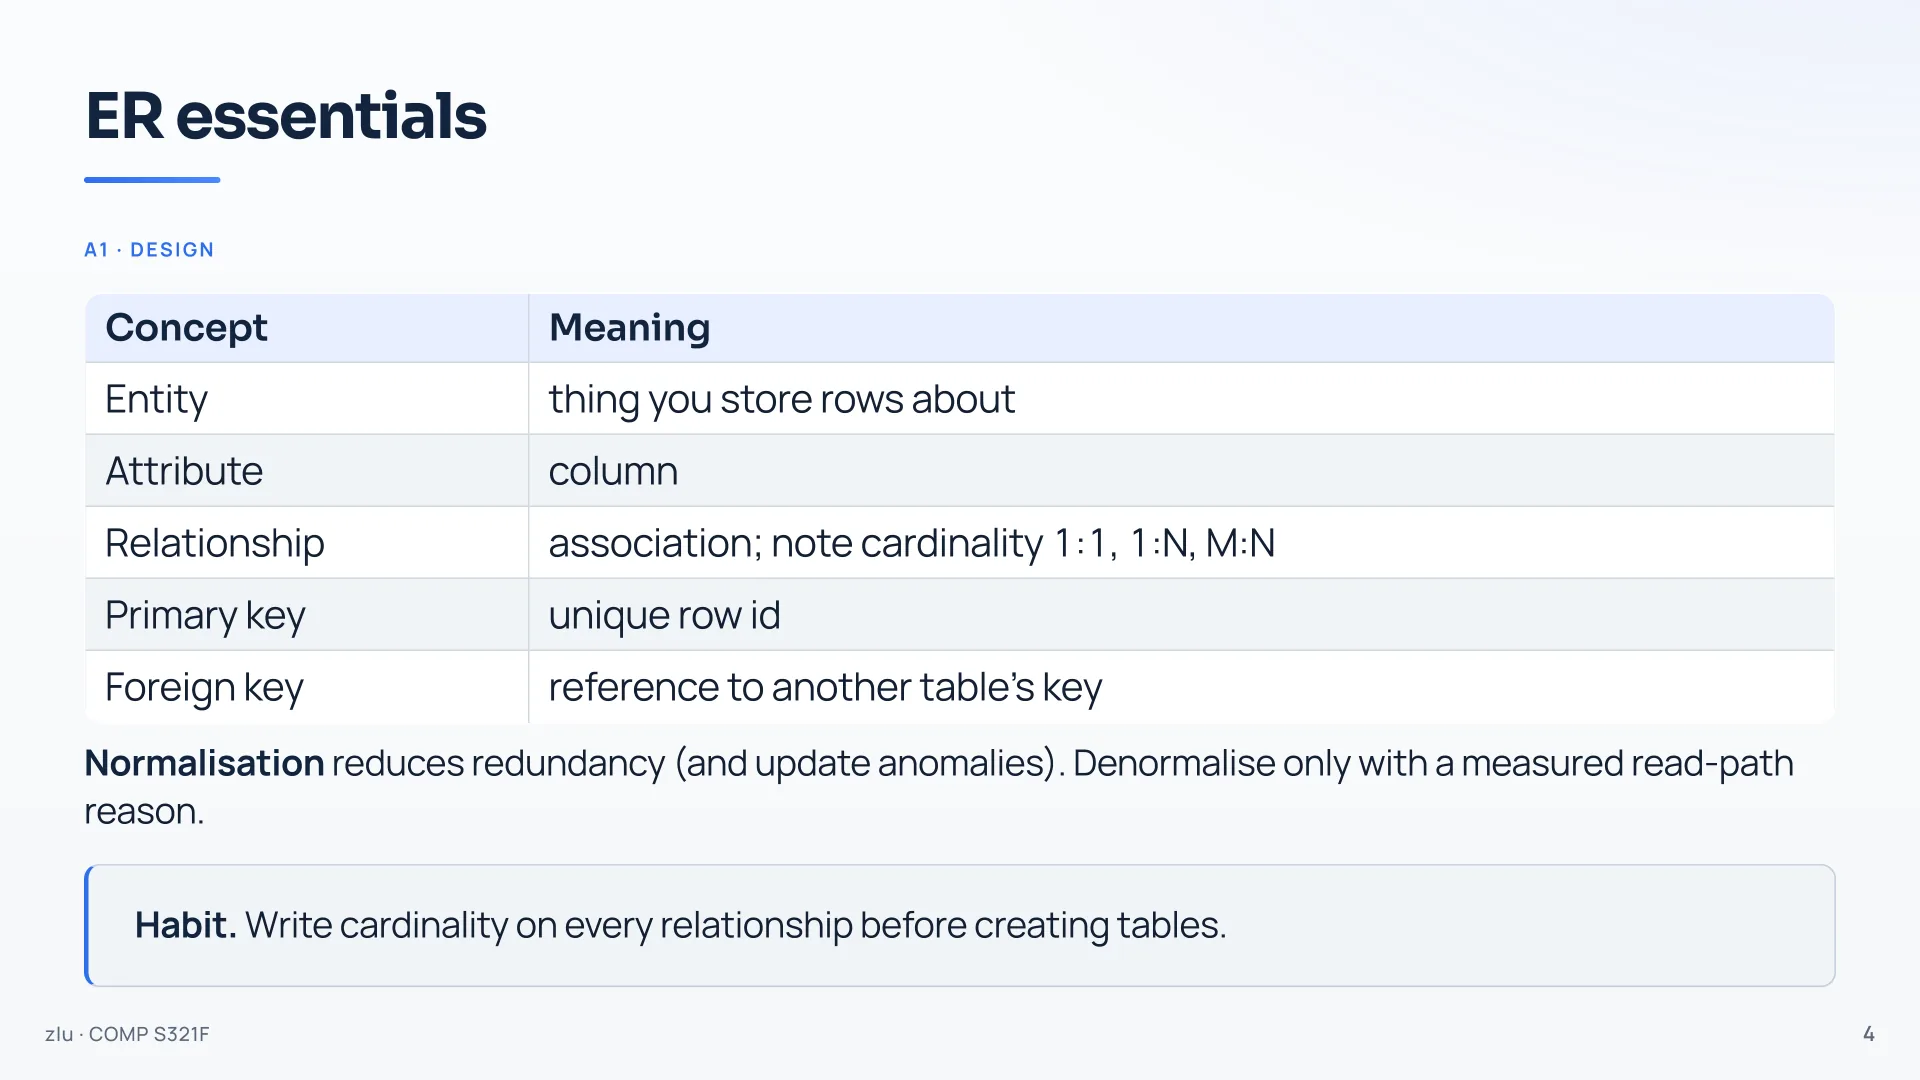 ER essentials
A1 · DESIGN
Concept Meaning
Entity thing you store rows about
Attribute column
Relationship association; note cardinality 1:1, 1:N, M:N
Primary key unique row id
Foreign key reference to another table’s key
Normalisation reduces redundancy (and update anomalies). Denormalise only with a measured read-path
reason.
Habit. Write cardinality on every relationship before creating tables.
zlu · COMP S321F 4